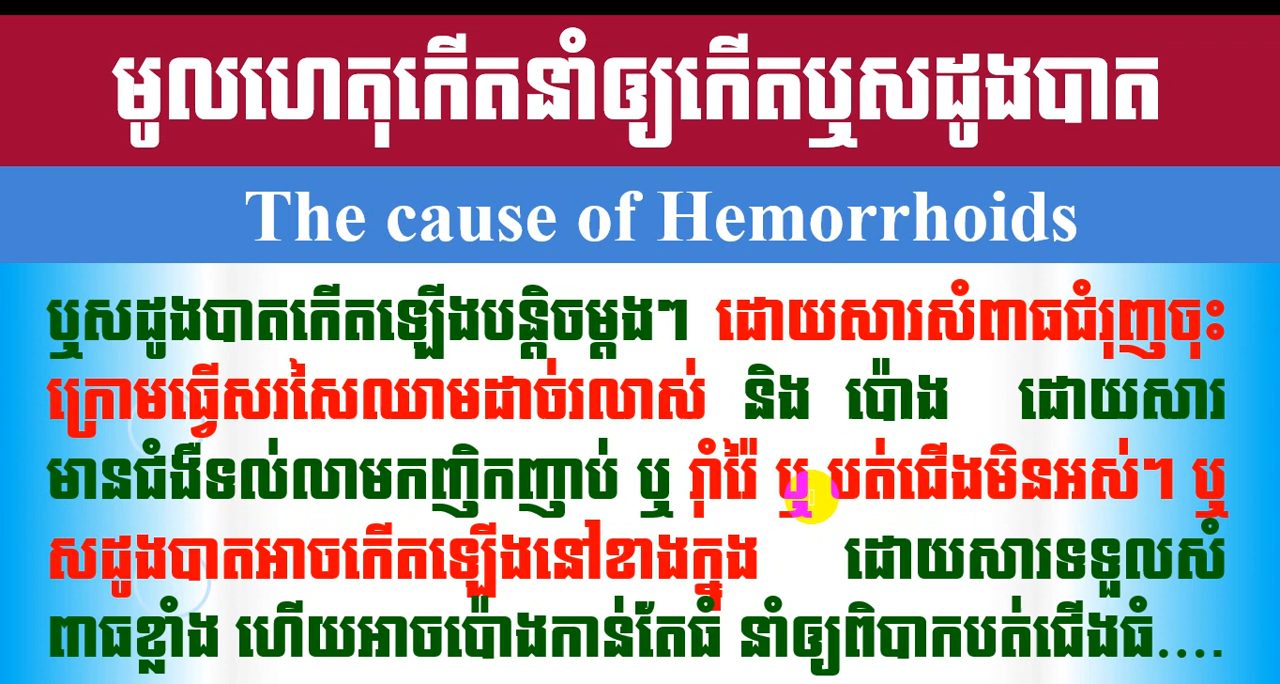 មូលហេតុកើតនាំឲ្យកើតឬសដូងបាត
The cause of Hemorrhoids
ឬសដូងបាតកើតឡើងបន្តិចម្តងៗ ដោយសារសំពាធជំរុញចុះ
ក្រោមធ្វើសរសៃឈាមដាច់រលាស់ និង ប៉ោង ដោយសារ
មានជំងឺទល់លាមកញឹកញាប់ ឬ រ៉ាំរ៉ៃ ឬ បត់ជើងមិនអស់ៗ ឬ
សដូងបាតអាចកើតឡើងនៅខាងក្នុង ដោយសារទទួលសំ
ពាធខ្លាំង ហើយអាចប៉ោងកាន់តែធំ នាំឲ្យពិបាកបត់ជើងធំ....